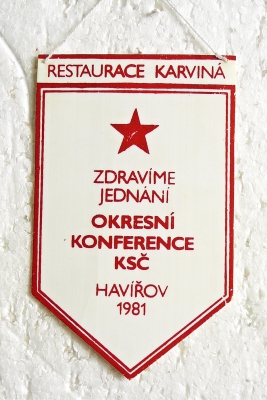 RESTAURACE KARVINÁ
ZDRAVÍME
JEDNÁNÍ
OKRESNÍ
KONFERENCE
KSČ
HAVÍŘOV
1981